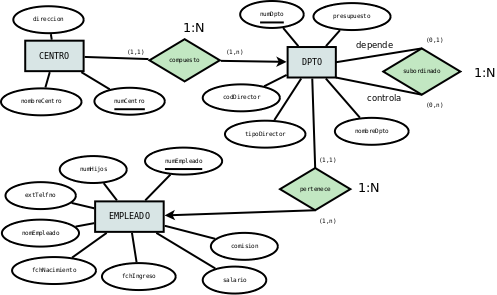 direccion
1:N
numDpto
presupuesto
CENTRO
(1,1)
compuesto
(1,n)
DPTO
depende
(0,1)
subordinado
1:N
nombreCentro
numCentro
codDirector
controla
(0,n)
tipoDirector
nombreDpto
numHijos
numEmpleado
(1,1)
extTelfno
pertenece
1:N
EMPLEADO
(1,n)
nomEmpleado
comision
fchNacimiento
fchIngreso
salario